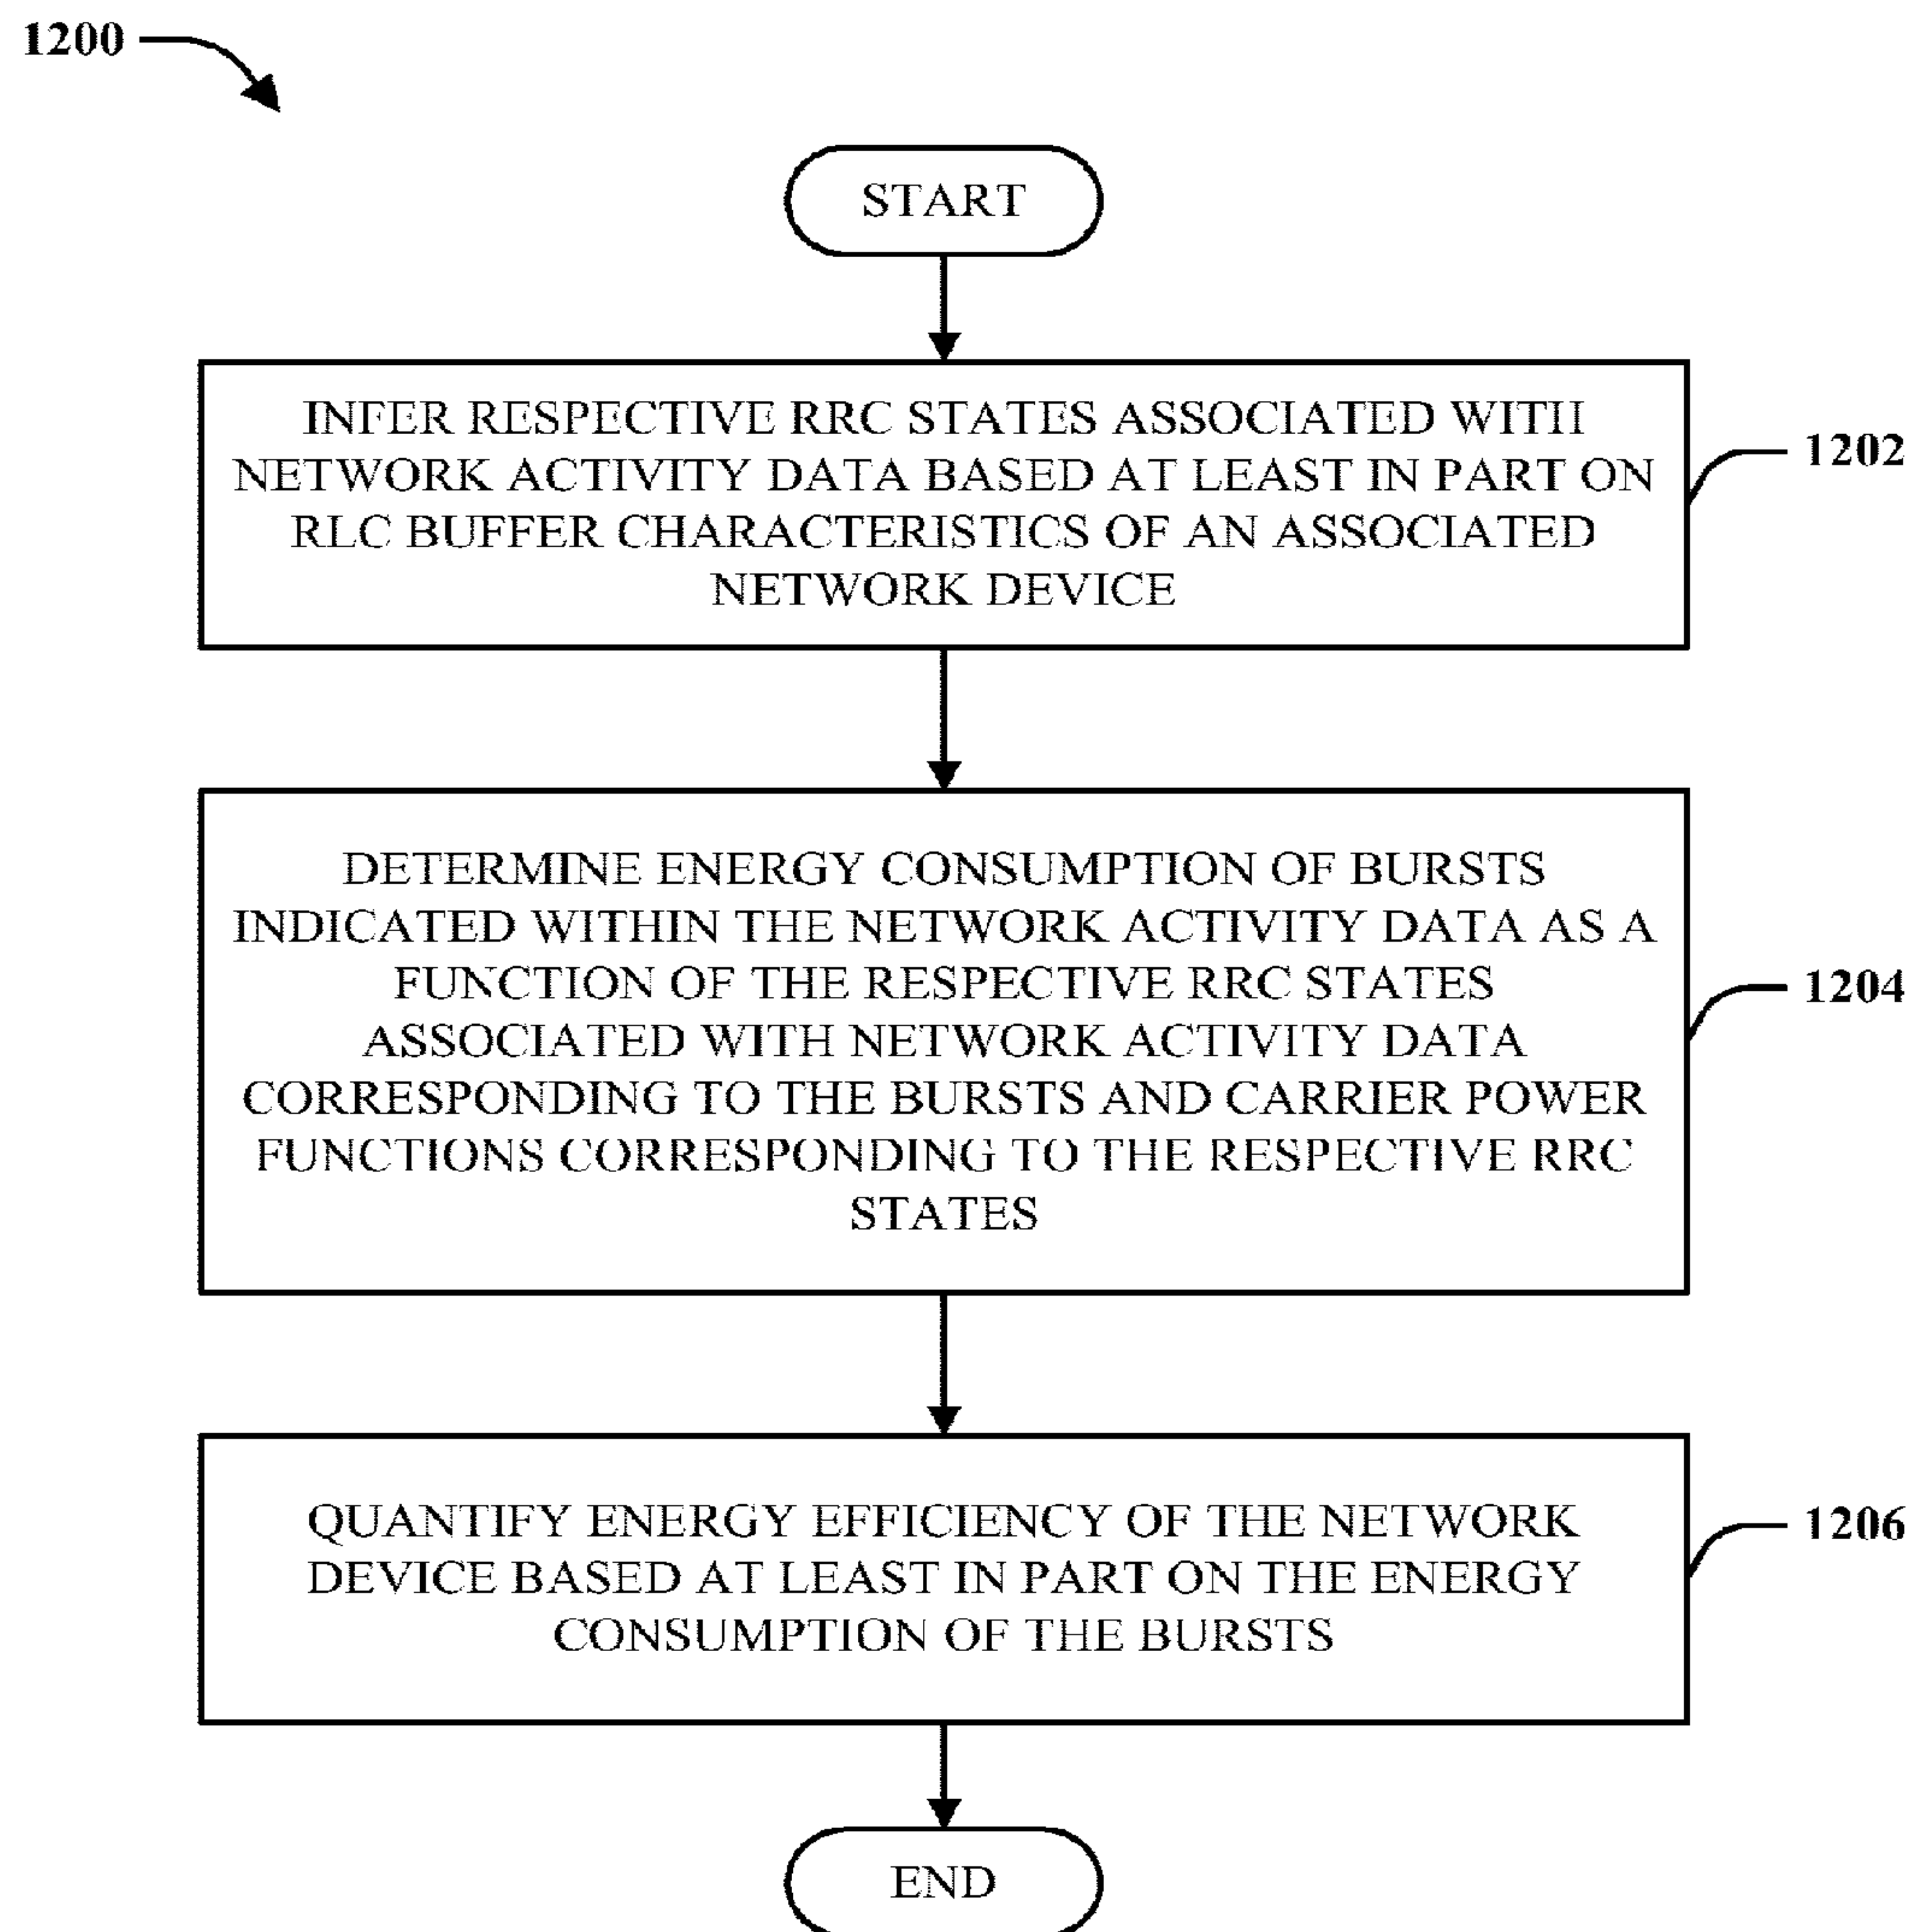 1200
START
INFER RESPECTIVE RRC STATES ASSOCIATED WITH
NETWORK ACTIVITY DATA BASED AT LEAST IN PART ON
RLC BUFFER CHARACTERISTICS OF AN ASSOCIATED
NETWORK DEVICE
1202
DETERMINE ENERGY CONSUMPTION OF BURSTS
INDICATED WITHIN THE NETWORK ACTIVITY DATA AS A
FUNCTION OF THE RESPECTIVE RRC STATES
ASSOCIATED WITH NETWORK ACTIVITY DATA
CORRESPONDING TO THE BURSTS AND CARRIER POWER
FUNCTIONS CORRESPONDING TO THE RESPECTIVE RRC
STATES
1204
QUANTIFY ENERGY EFFICIENCY OF THE NETWORK
DEVICE BASED AT LEAST IN PART ON THE ENERGY
CONSUMPTION OF THE BURSTS
1206
END